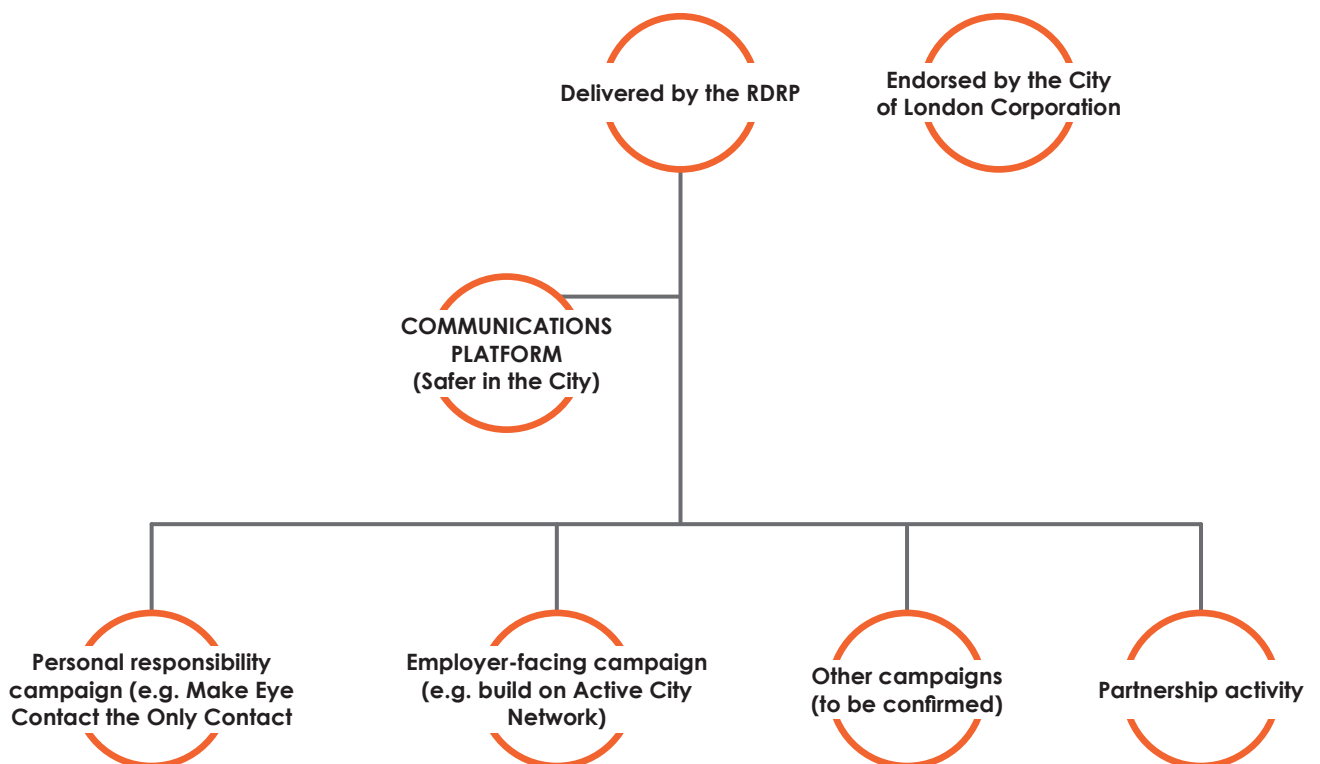 Delivered by the RDRP
Endorsed by the City
of London Corporation
COMMUNICATIONS
PLATFORM
(Safer in the City)
Personal responsibility
campaign (e.g. Make Eye
Contact the Only Contact
Employer-facing campaign
(e.g. build on Active City
Network)
Other campaigns
(to be confirmed)
Partnership activity